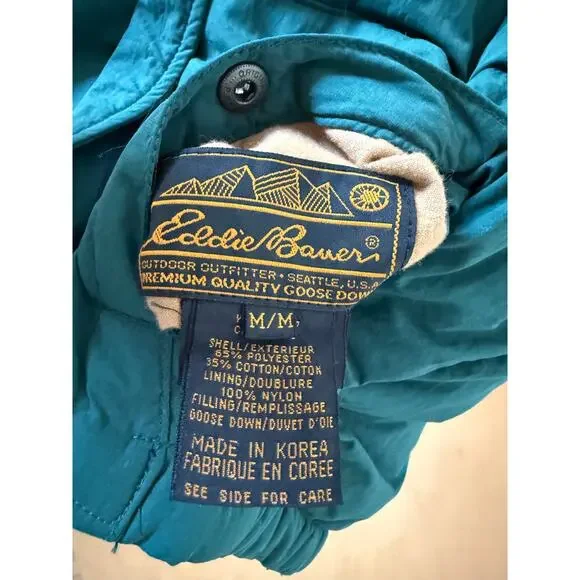 Eddie Bauer ®
OUTDOOR OUTFITTER • SEATTLE, U.S.A.
PREMIUM QUALITY GOOSE DOWN
M/M
SHELL/EXTERIEUR
65% POLYESTER
35% COTTON/COTON
LINING/DOUBLURE
100% NYLON
FILLING/REMPLISSAGE
GOOSE DOWN/DUVET D'OIE
MADE IN KOREA
FABRIQUE EN COREE
SEE SIDE FOR CARE